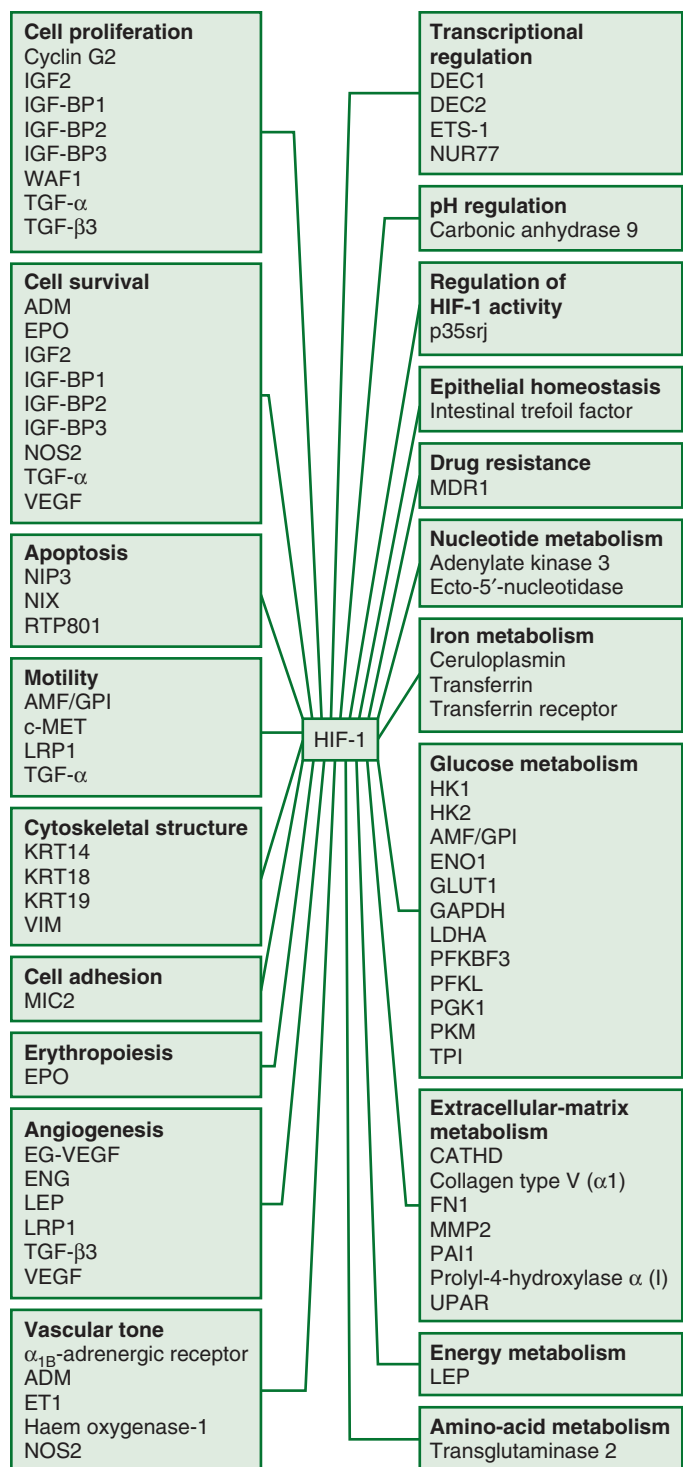 Cell proliferation
Cyclin G2
IGF2
IGF-BP1
IGF-BP2
IGF-BP3
WAF1
TGF-α
TGF-β3
Cell survival
ADM
EPO
IGF2
IGF-BP1
IGF-BP2
IGF-BP3
NOS2
TGF-α
VEGF
Apoptosis
NIP3
NIX
RTP801
Motility
AMF/GPI
c-MET
LRP1
TGF-α
Cytoskeletal structure
KRT14
KRT18
KRT19
VIM
Cell adhesion
MIC2
Erythropoiesis
EPO
Angiogenesis
EG-VEGF
ENG
LEP
LRP1
TGF-β3
VEGF
Vascular tone
α1B-adrenergic receptor
ADM
ET1
Haem oxygenase-1
NOS2
HIF-1
Transcriptional
regulation
DEC1
DEC2
ETS-1
NUR77
pH regulation
Carbonic anhydrase 9
Regulation of
HIF-1 activity
p35srj
Epithelial homeostasis
Intestinal trefoil factor
Drug resistance
MDR1
Nucleotide metabolism
Adenylate kinase 3
Ecto-5′-nucleotidase
Iron metabolism
Ceruloplasmin
Transferrin
Transferrin receptor
Glucose metabolism
HK1
HK2
AMF/GPI
ENO1
GLUT1
GAPDH
LDHA
PFKBF3
PFKL
PGK1
PKM
TPI
Extracellular-matrix
metabolism
CATHD
Collagen type V (α1)
FN1
MMP2
PAI1
Prolyl-4-hydroxylase α (I)
UPAR
Energy metabolism
LEP
Amino-acid metabolism
Transglutaminase 2